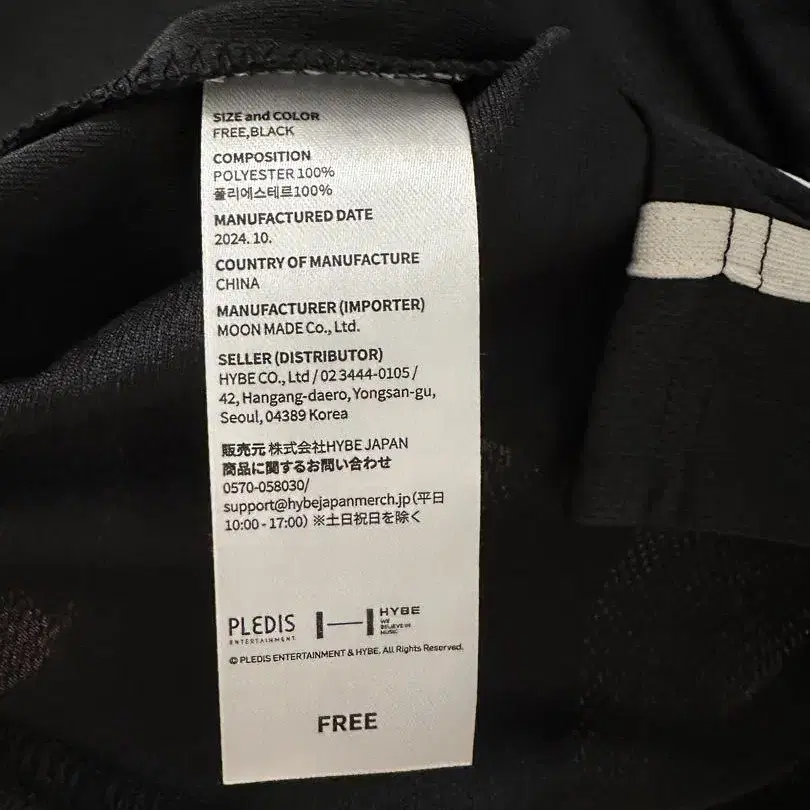 SIZE and COLOR
FREE,BLACK
COMPOSITION
POLYESTER 100%
폴리에스테르100%
MANUFACTURED DATE
2024. 10.
COUNTRY OF MANUFACTURE
CHINA
MANUFACTURER (IMPORTER)
MOON MADE Co., Ltd.
SELLER (DISTRIBUTOR)
HYBE CO., Ltd / 02 3444-0105 /
42, Hangang-daero, Yongsan-gu,
Seoul, 04389 Korea
販売元 株式会社HYBE JAPAN
商品に関するお問い合わせ
0570-058030/
support@hybejapanmerch.jp (平日
10:00 - 17:00) ※土日祝日を除く
PLEDIS
ENTERTAINMENT
HYBE
WE
BELIEVE IN
MUSIC
© PLEDIS ENTERTAINMENT & HYBE. All Rights Reserved.
FREE